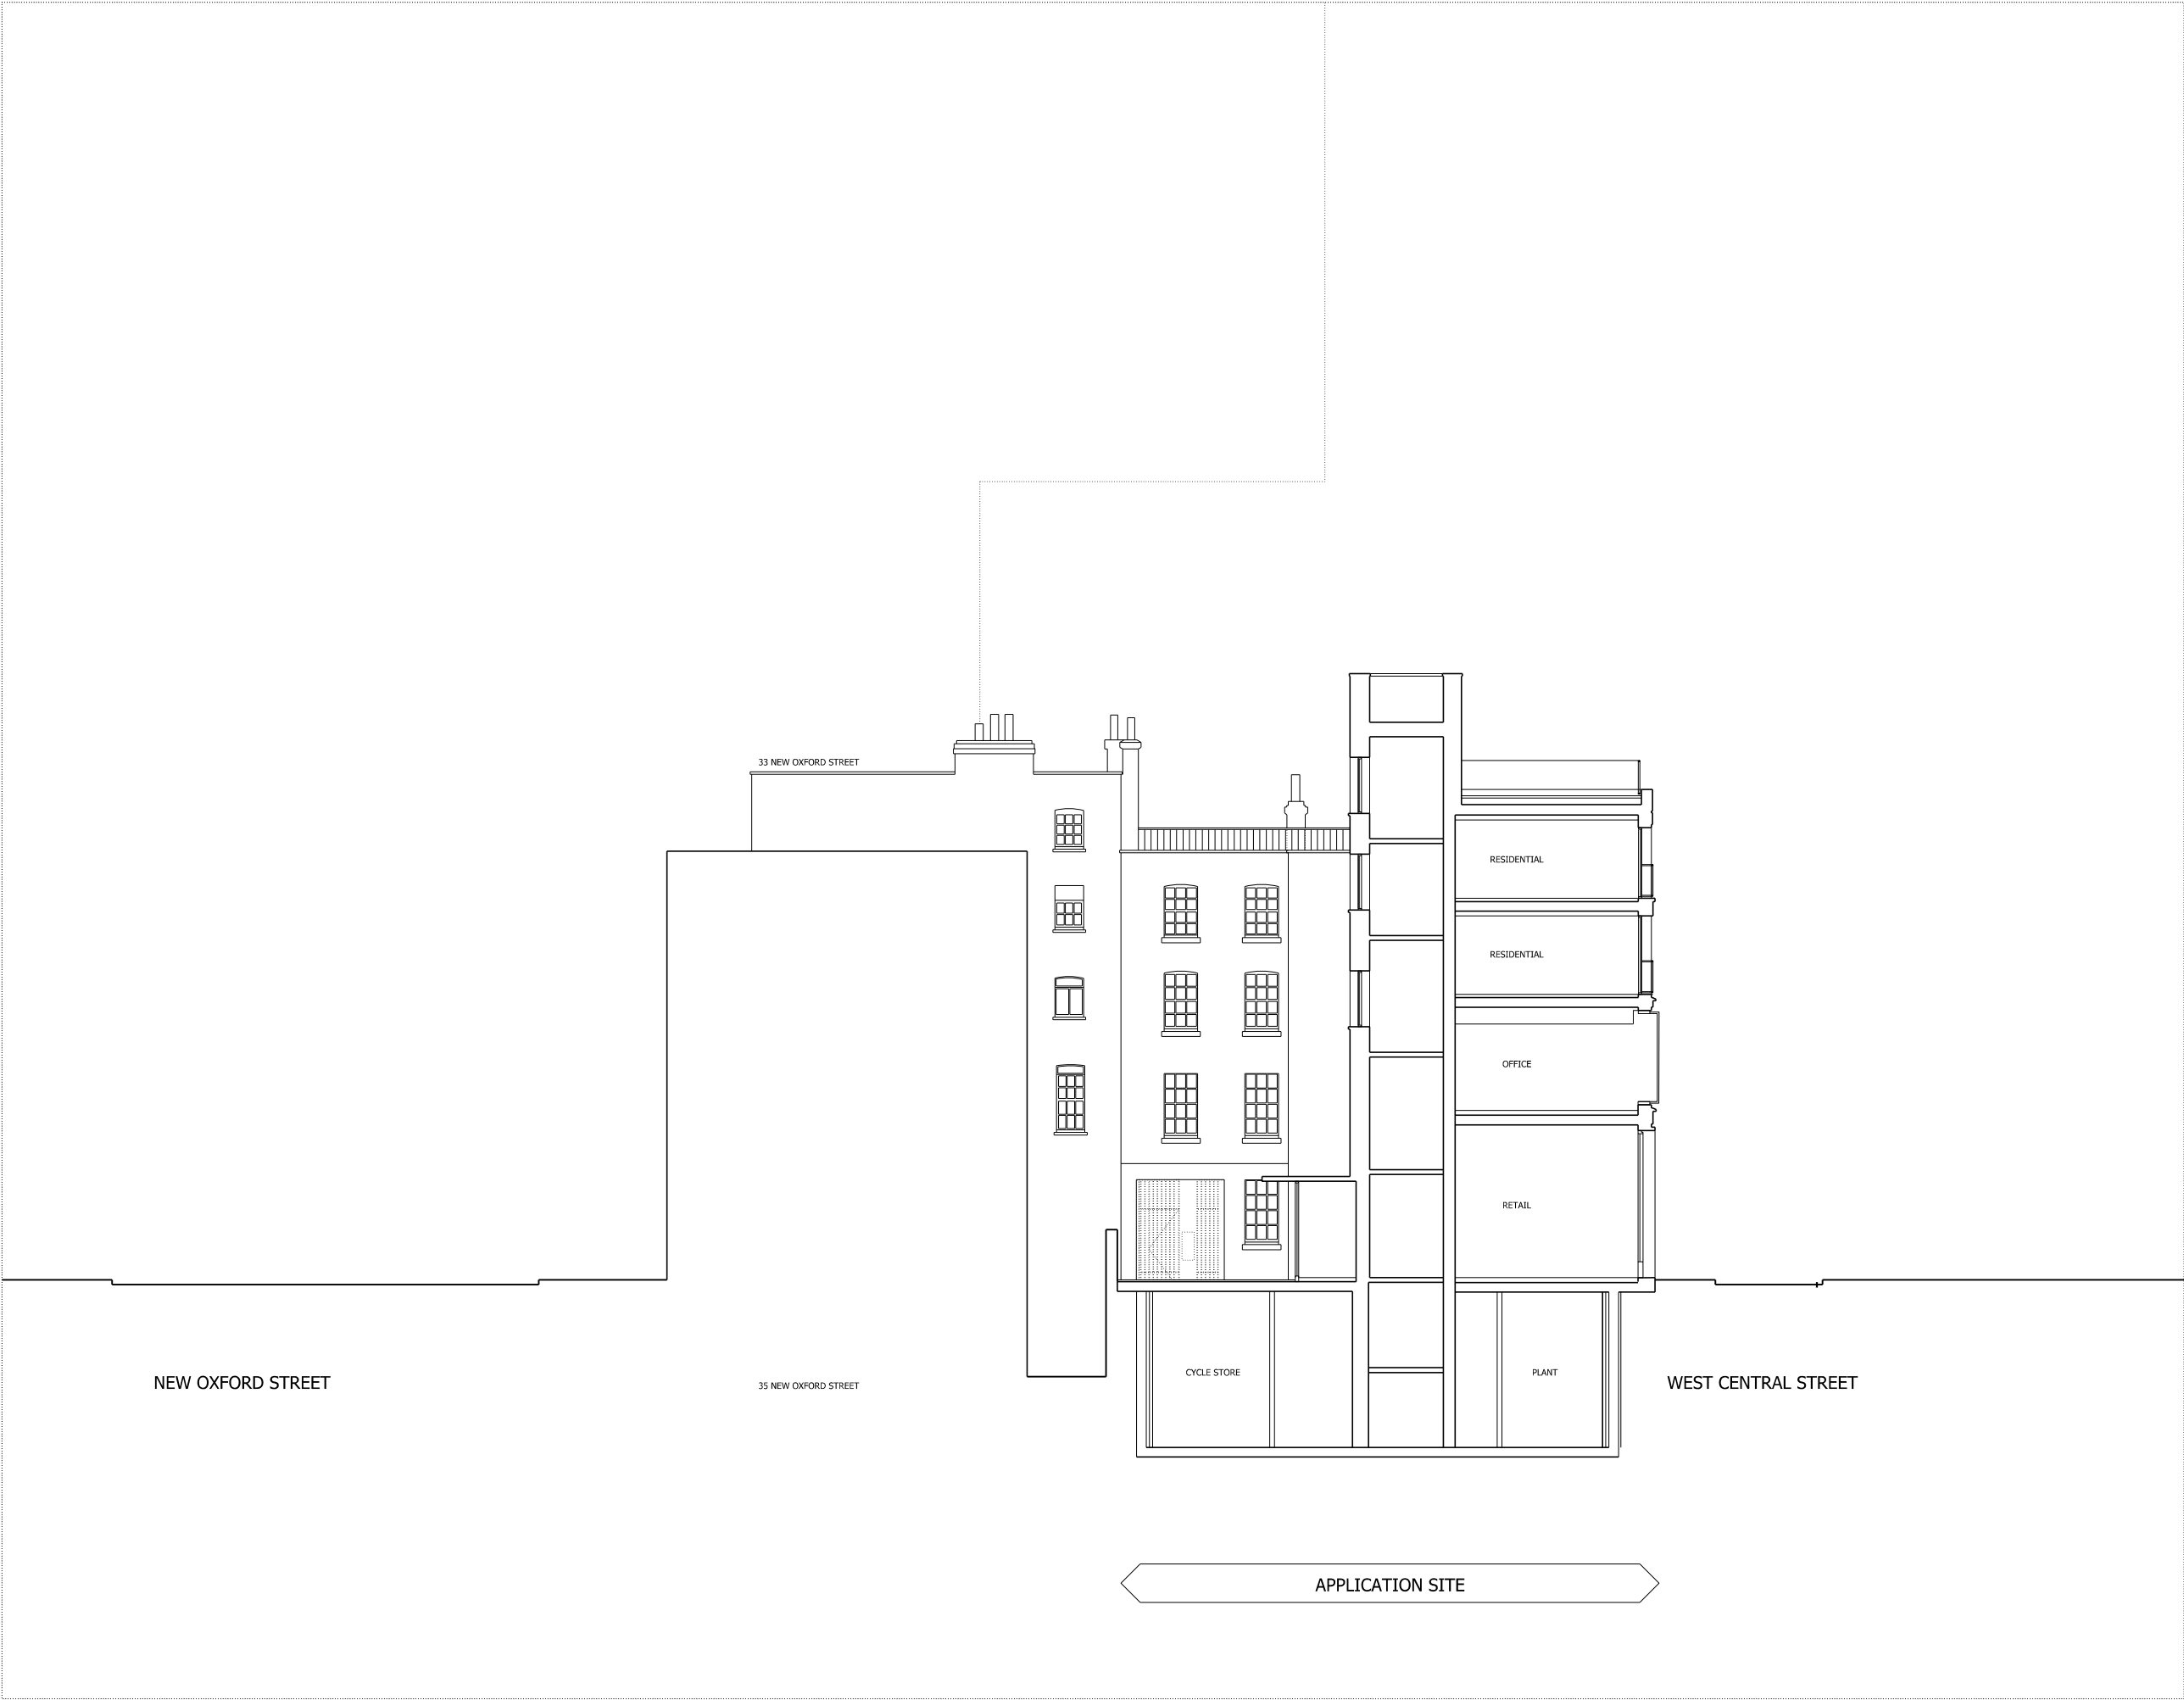 33 NEW OXFORD STREET
RESIDENTIAL
RESIDENTIAL
OFFICE
RETAIL
CYCLE STORE
PLANT
NEW OXFORD STREET
35 NEW OXFORD STREET
WEST CENTRAL STREET
APPLICATION SITE